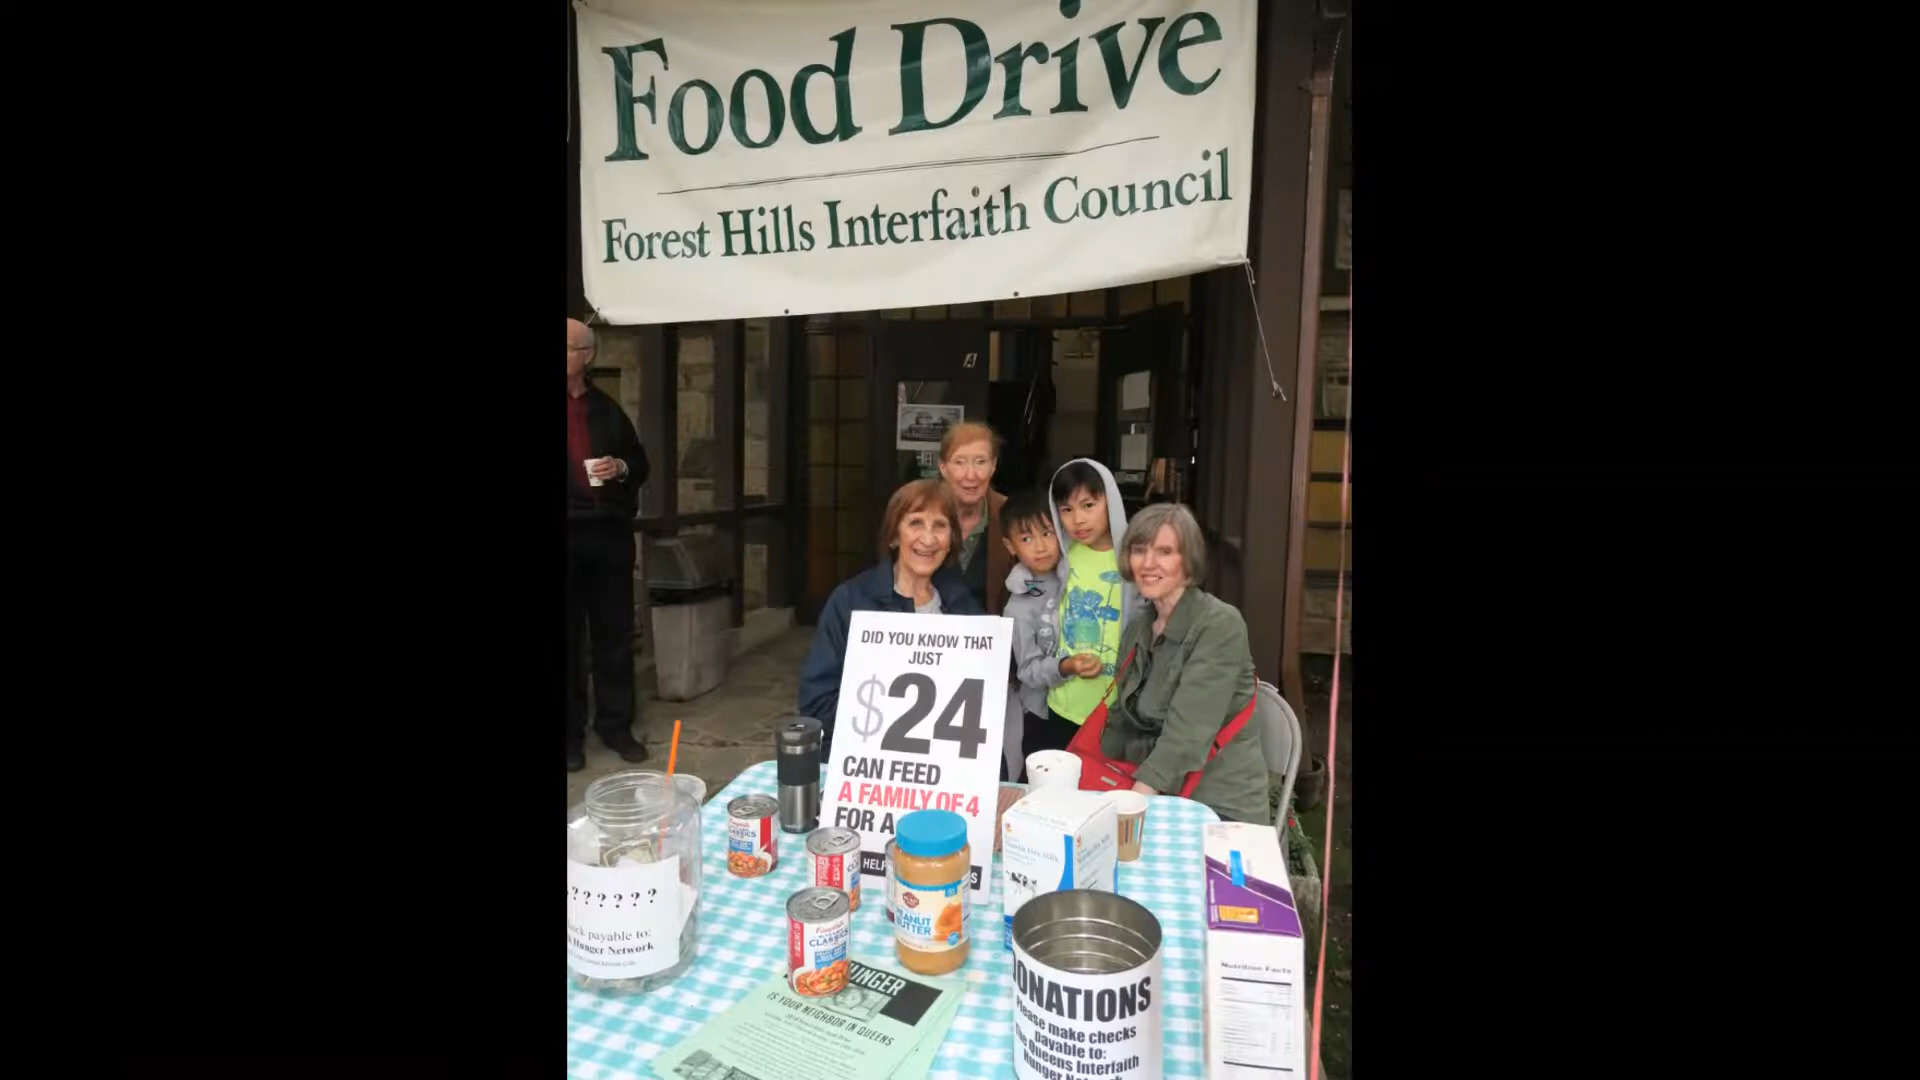 Food Drive
Forest Hills Interfaith Council
A
DID YOU KNOW THAT
JUST
$24
CAN FEED
A FAMILY OF 4
FOR A
HELP
S
PEANUT
BUTTER
CLASSICS
? ? ? ? ? ?
payable to:
Hunger Network
HUNGER
IS YOUR NEIGHBOR IN QUEENS
Nutrition Facts
DONATIONS
Please make checks
payable to:
The Queens Interfaith
Hunger